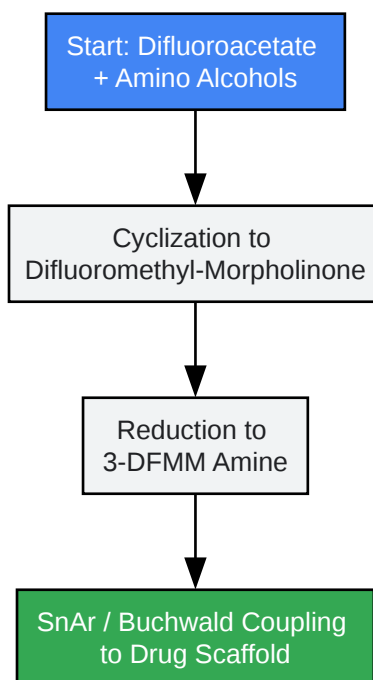 Start: Difluoroacetate
+ Amino Alcohols
Cyclization to
Difluoromethyl-Morpholinone
Reduction to
3-DFMM Amine
SnAr / Buchwald Coupling
to Drug Scaffold